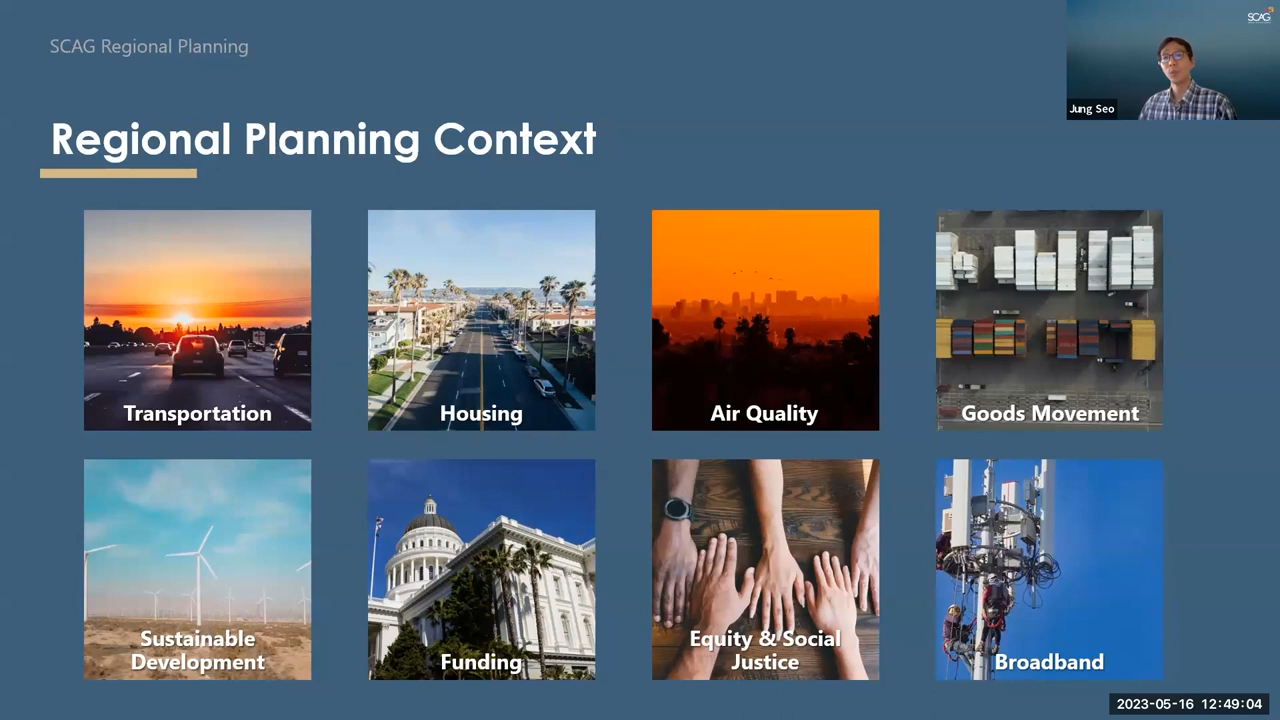 SCAG Regional Planning
SCAG
Jung Seo
Regional Planning Context
Transportation
Housing
Air Quality
Goods Movement
Sustainable
Development
Funding
Equity & Social
Justice
Broadband
2023-05-16 12:49:04